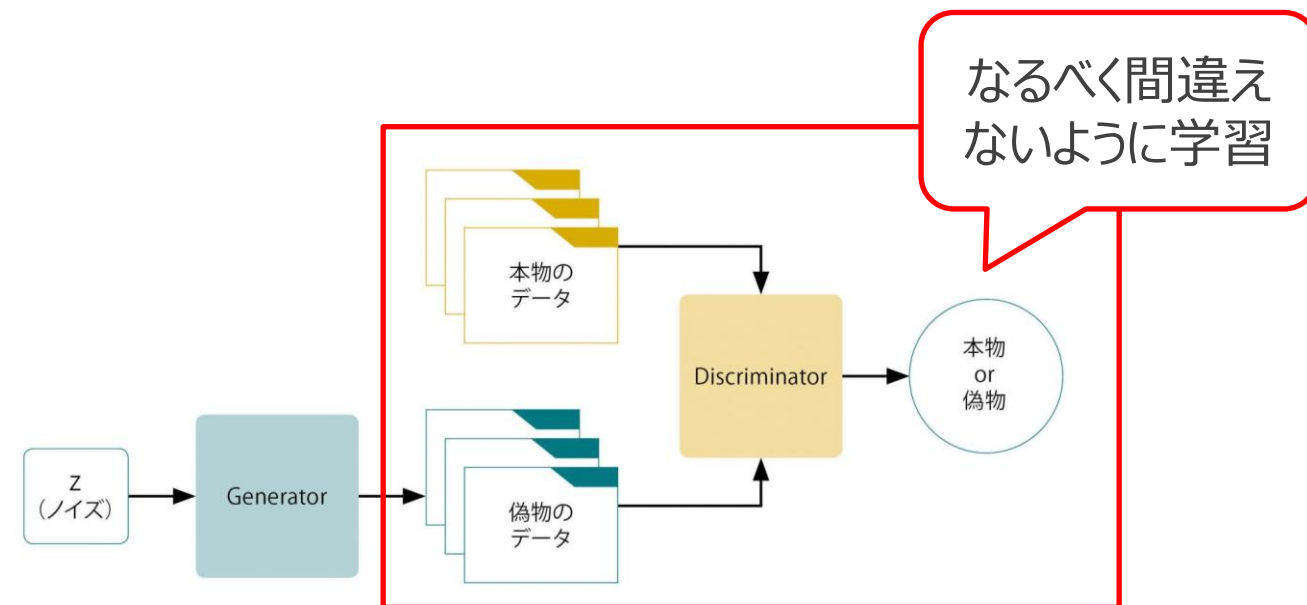 なるべく間違え
ないように学習
本物の
データ
Discriminator
本物
or
偽物
z
(ノイズ)
Generator
偽物の
データ